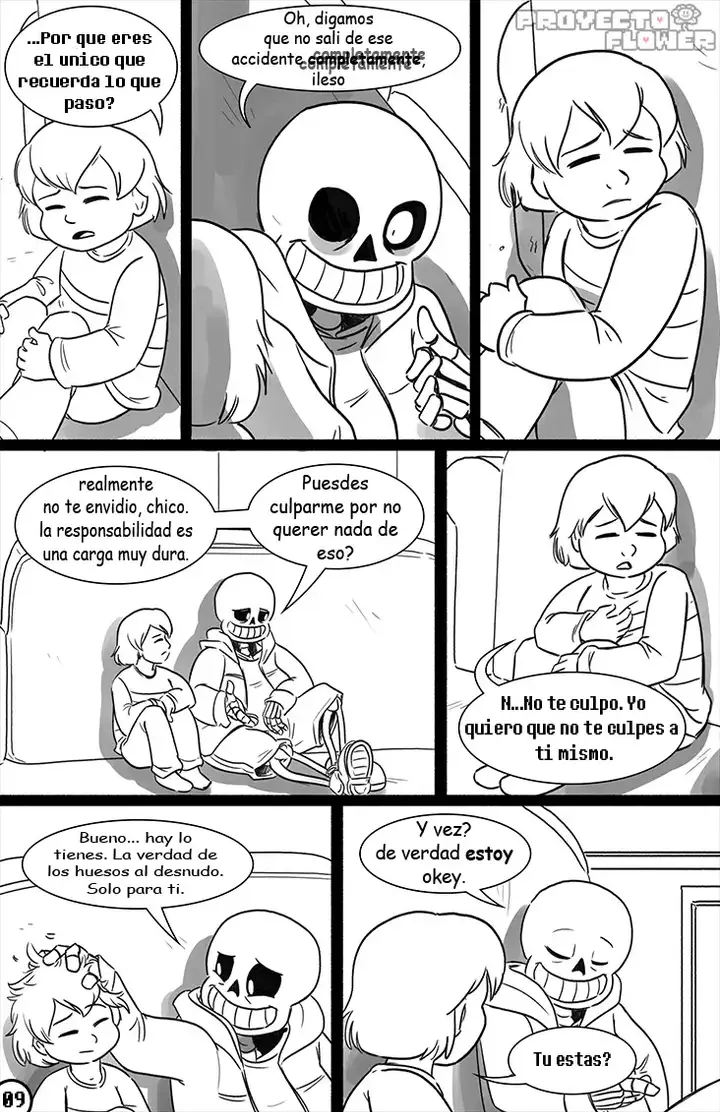 PROYECTO
FLOWER
...Por que eres
el unico que
recuerda lo que
paso?
Oh, digamos
que no sali de ese
accidente completamente,
ileso
realmente
no te envidio, chico.
la responsabilidad es
una carga muy dura.
Puesdes
culparme por no
querer nada de
eso?
N...No te culpo. Yo
quiero que no te culpes a
ti mismo.
Bueno... hay lo
tienes. La verdad de
los huesos al desnudo.
Solo para ti.
Y vez?
de verdad estoy
okey.
Tu estas?
09